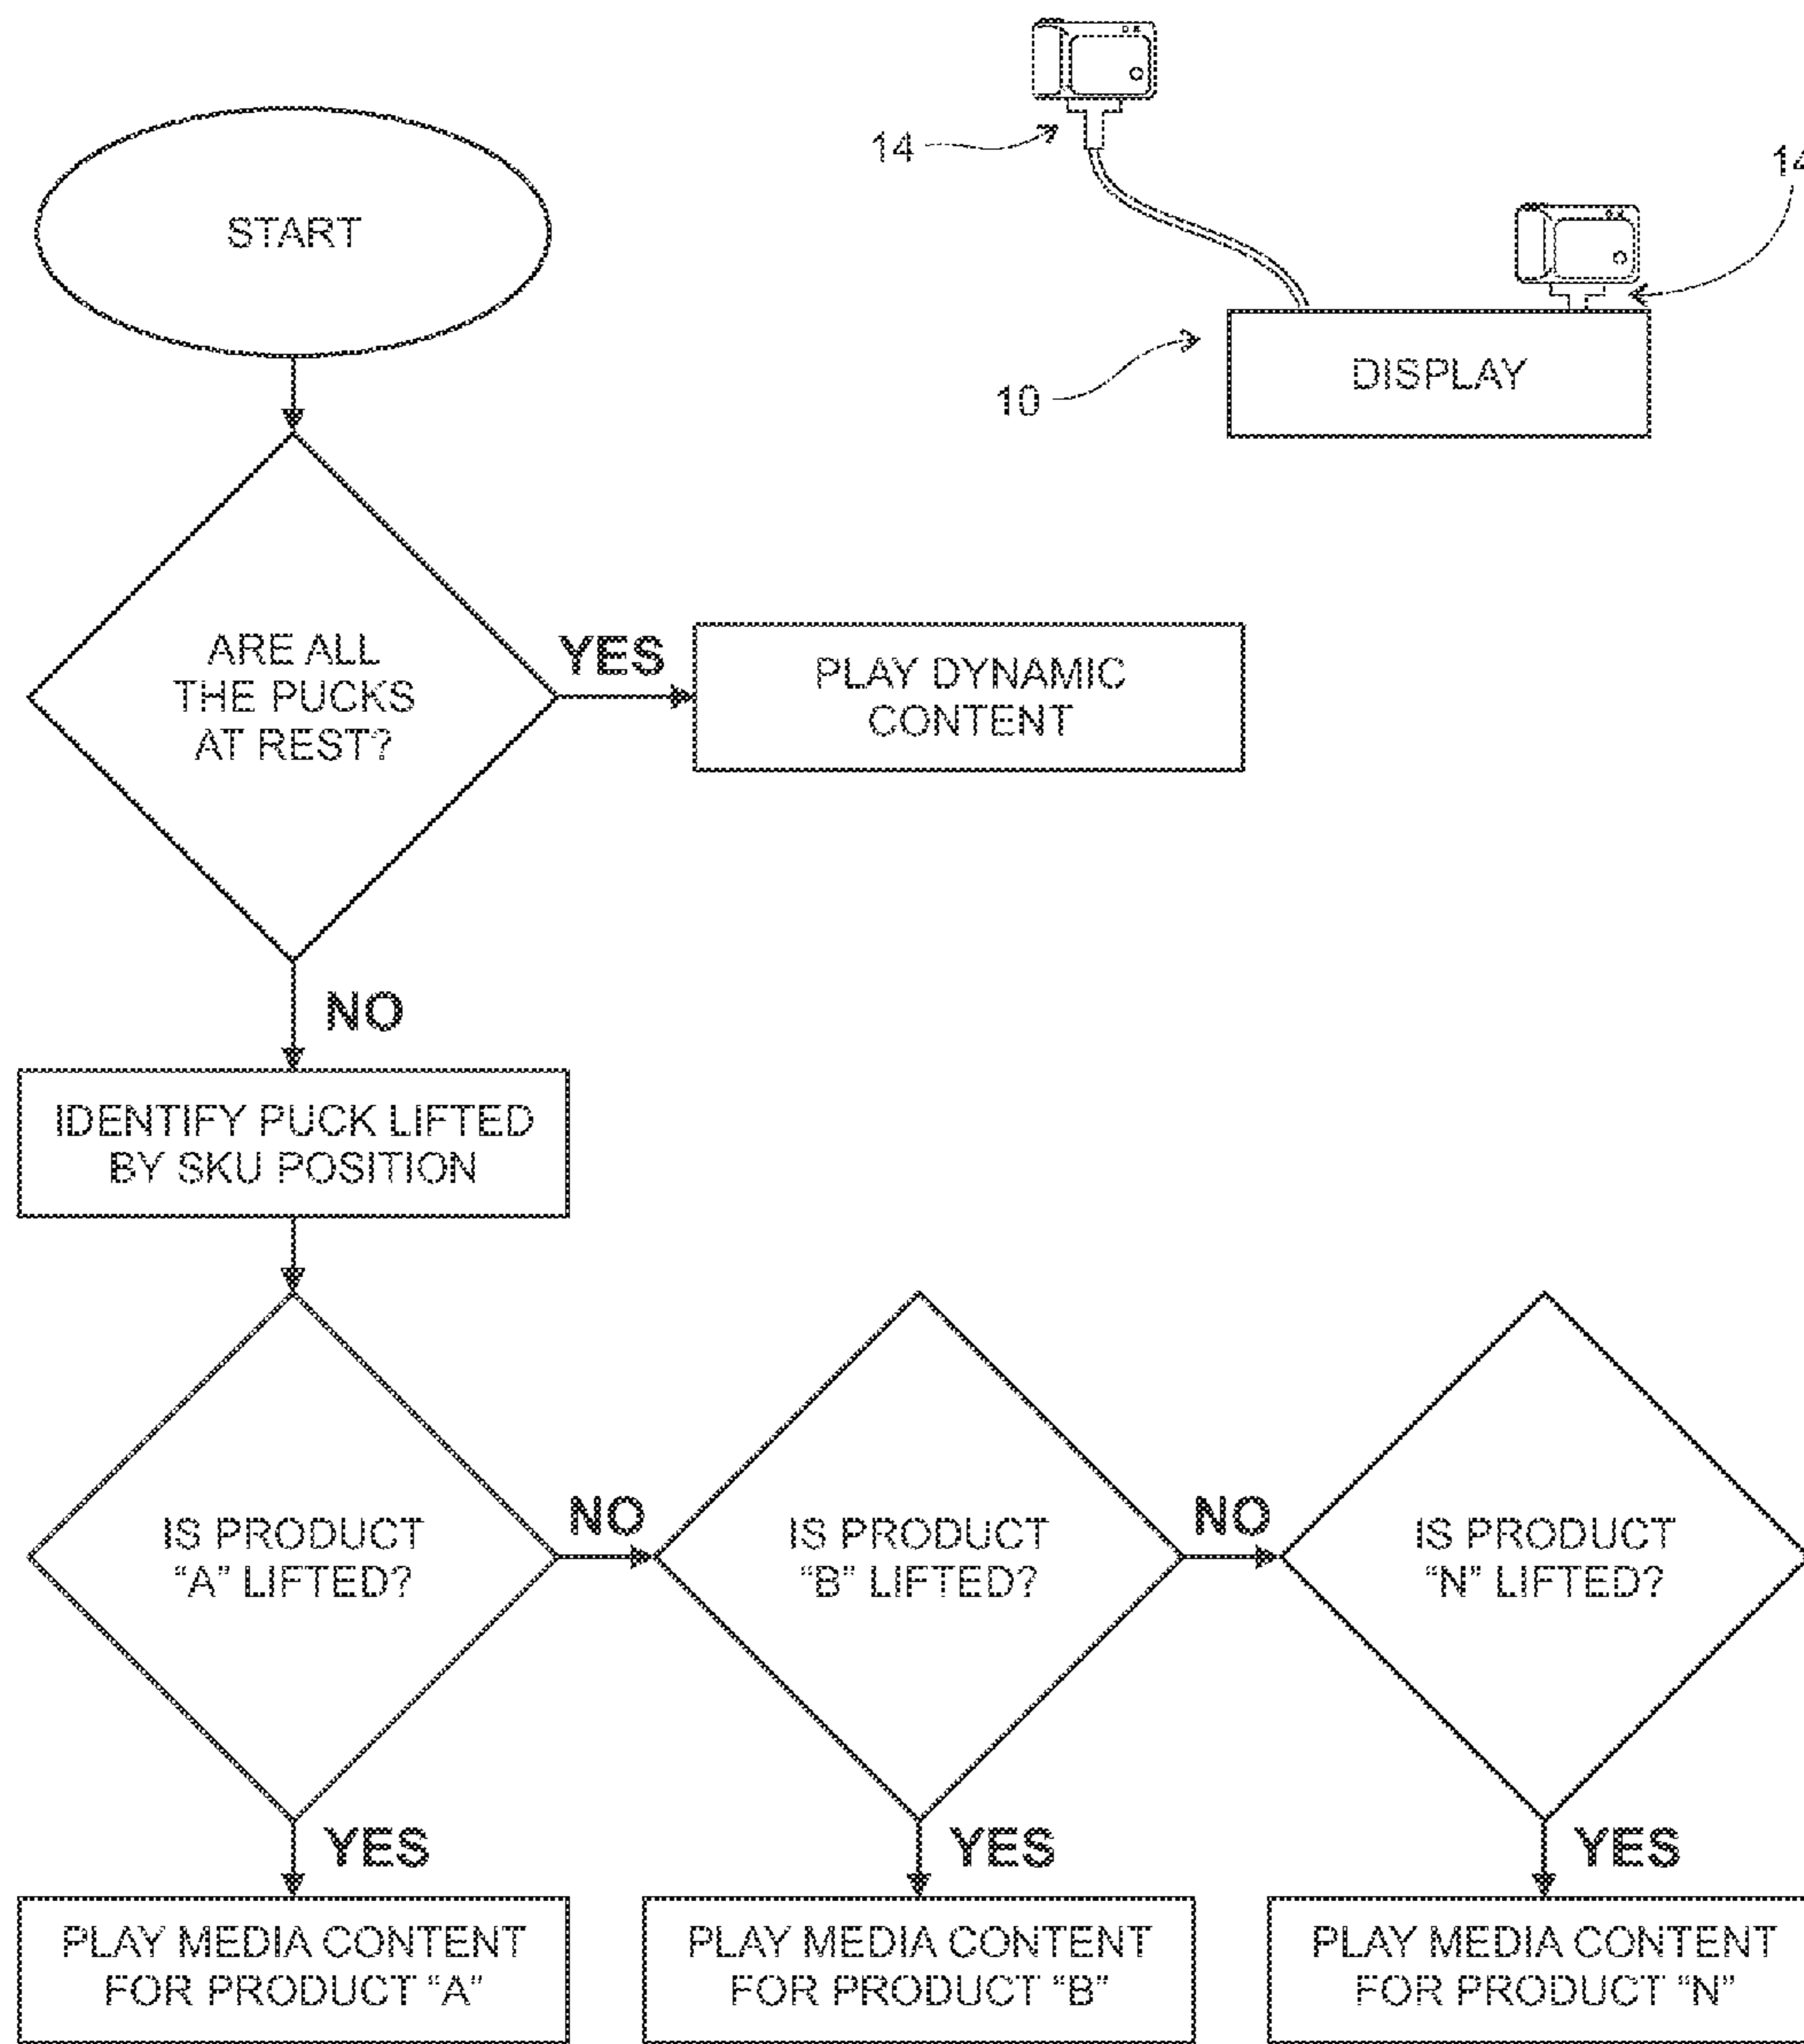 START
14
14
10
DISPLAY
ARE ALL
THE PUCKS
AT REST?
YES
PLAY DYNAMIC
CONTENT
NO
IDENTIFY PUCK LIFTED
BY SKU POSITION
IS PRODUCT
“A” LIFTED?
NO
IS PRODUCT
“B” LIFTED?
NO
IS PRODUCT
“N” LIFTED?
YES
YES
YES
PLAY MEDIA CONTENT
FOR PRODUCT “A”
PLAY MEDIA CONTENT
FOR PRODUCT “B”
PLAY MEDIA CONTENT
FOR PRODUCT “N”